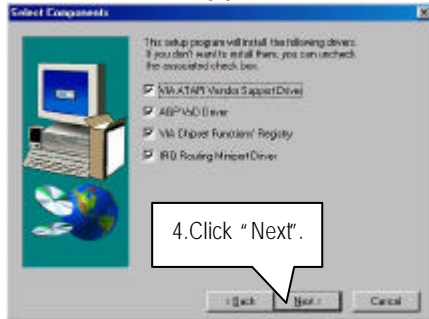 Select Components
This setup program will install the following drivers.
If you don't want to install them, you can uncheck
the associated check box.
VIA ATAPI Vendor Support Driver
AGP VxD Driver
VIA Chipset Functions' Registry
IRQ Routing Miniport Driver
4.Click “Next”.
< Back
Next >
Cancel